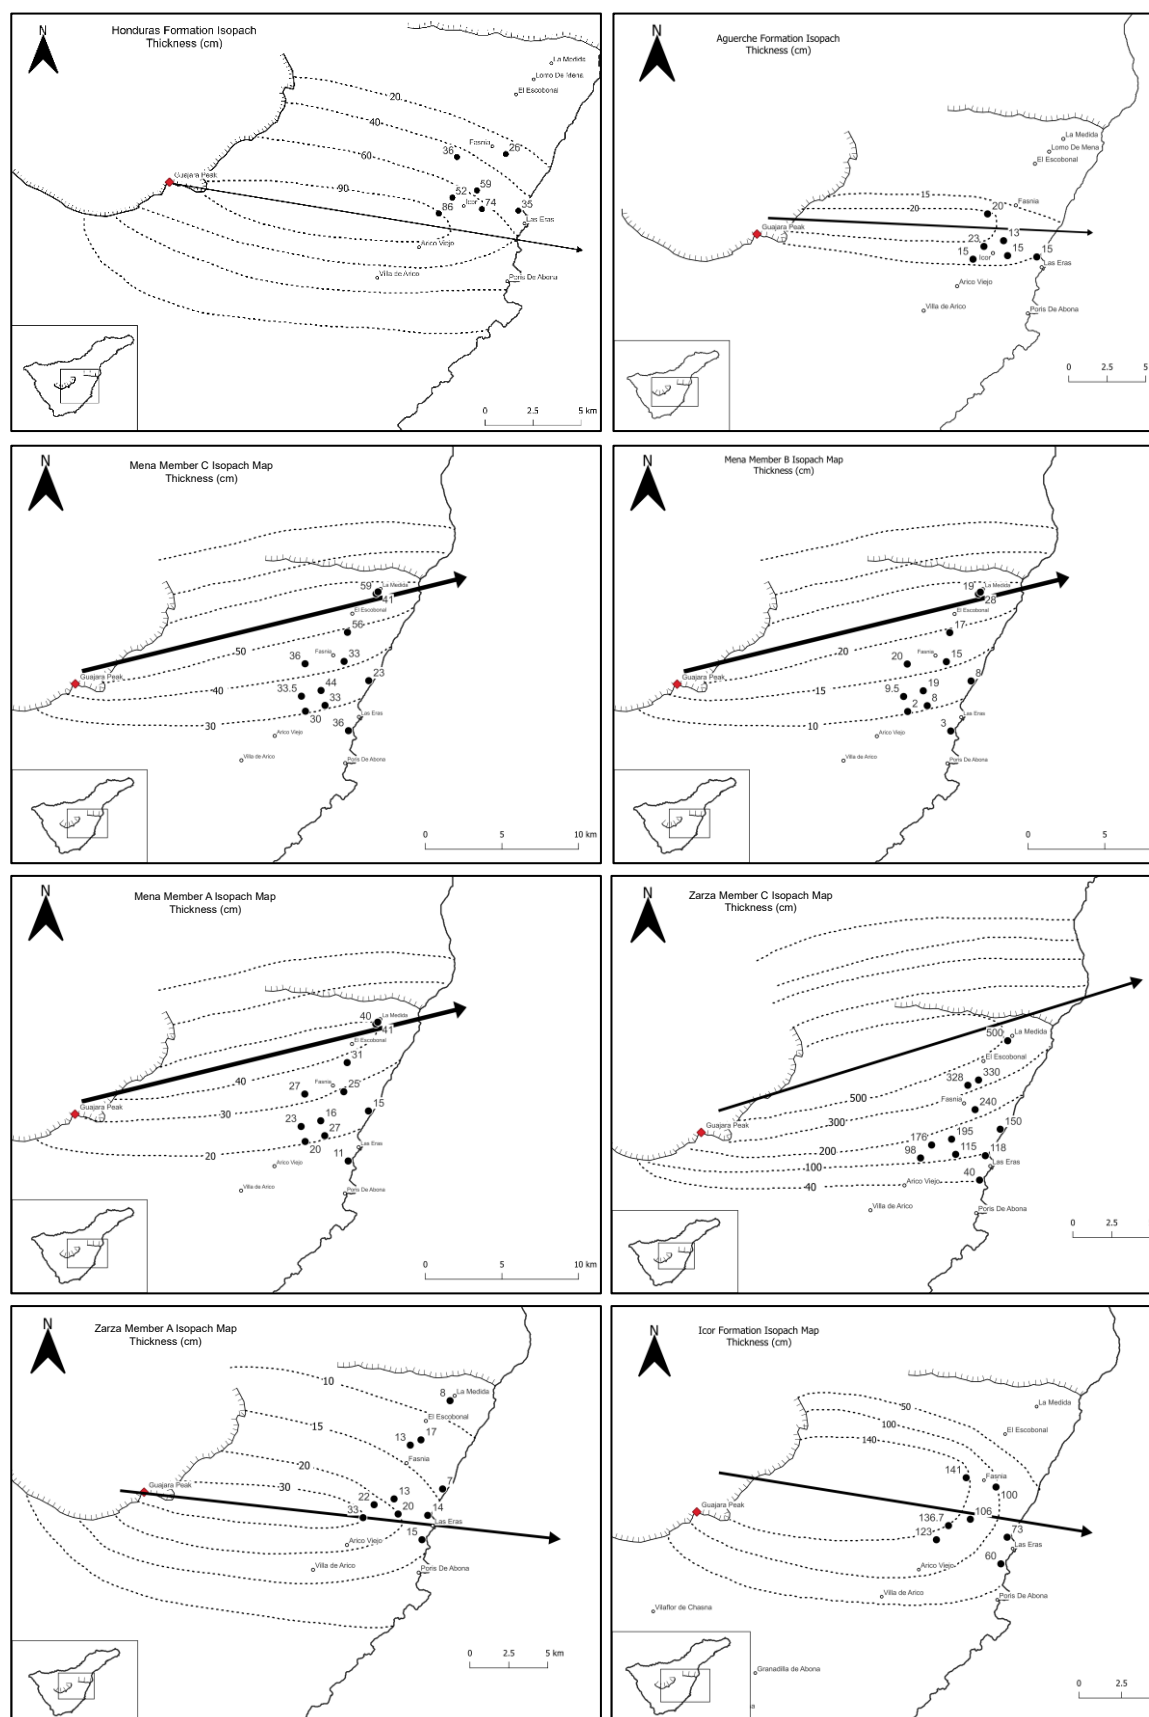 Honduras Formation Isopach
Thickness (cm)
N
La Medida
Lomo De Mena
El Escobonal
20
40
Fasnia
36
26
60
Guajara Peak
90
52
59
Icor
86
74
35
Las Eras
Arico Viejo
Villa de Arico
Poris De Abona
0 2.5 5 km
Aguerche Formation Isopach
Thickness (cm)
N
La Medida
Lomo De Mena
El Escobonal
15
Fasnia
20
20
Guajara Peak
13
23
15
15
Icor
15
Las Eras
Arico Viejo
Villa de Arico
Poris De Abona
0 2.5 5
Mena Member C Isopach Map
Thickness (cm)
N
59
La Medida
41
El Escobonal
56
50
Fasnia
33
36
Guajara Peak
23
40
44
33.5
33
30
30
36
Las Eras
Arico Viejo
Villa de Arico
Poris De Abona
0 5 10 km
Mena Member B Isopach Map
Thickness (cm)
N
19
La Medida
28
El Escobonal
17
20
Fasnia
15
20
Guajara Peak
8
15
19
9.5
8
2
10
3
Las Eras
Arico Viejo
Villa de Arico
Poris De Abona
0 5
Mena Member A Isopach Map
Thickness (cm)
N
40
La Medida
41
El Escobonal
31
40
Fasnia
25
27
Guajara Peak
30
15
16
23
27
20
20
11
Las Eras
Arico Viejo
Villa de Arico
Poris De Abona
0 5 10 km
Zarza Member C Isopach Map
Thickness (cm)
N
500
La Medida
El Escobonal
330
328
500
Fasnia
240
300
Guajara Peak
150
176
195
200
98
115
118
100
Las Eras
40
40
Arico Viejo
Villa de Arico
Poris De Abona
0 2.5
Zarza Member A Isopach Map
Thickness (cm)
N
10
8
La Medida
El Escobonal
15
13
17
Fasnia
20
Guajara Peak
30
7
22
13
20
33
14
Las Eras
15
Arico Viejo
Villa de Arico
Poris De Abona
0 2.5 5 km
Icor Formation Isopach Map
Thickness (cm)
N
50
La Medida
100
El Escobonal
140
141
Fasnia
100
Guajara Peak
106
136.7
123
73
Las Eras
60
Arico Viejo
Villa de Arico
Poris De Abona
Vilaflor de Chasna
Granadilla de Abona
0 2.5